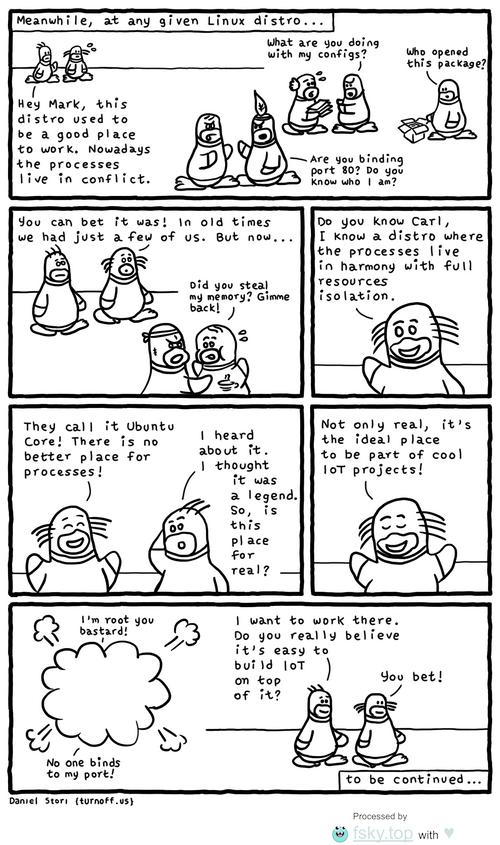 Meanwhile, at any given Linux distro...
Hey Mark, this
distro used to
be a good place
to work. Nowadays
the processes
live in conflict.
What are you doing
with my configs?
Who opened
this package?
Are you binding
port 80? Do you
know who I am?
You can bet it was! In old times
we had just a few of us. But now...
Did you steal
my memory? Gimme
back!
Do you know Carl,
I know a distro where
the processes live
in harmony with full
resources
isolation.
They call it Ubuntu
Core! There is no
better place for
processes!
I heard
about it.
I thought
it was
a legend.
So, is
this
place
for
real?
Not only real, it's
the ideal place
to be part of cool
IoT projects!
I'm root you
bastard!
No one binds
to my port!
I want to work there.
Do you really believe
it's easy to
build IoT
on top
of it?
You bet!
to be continued...
Daniel Stori {turnoff.us}
Processed by
fsky.top with ♥